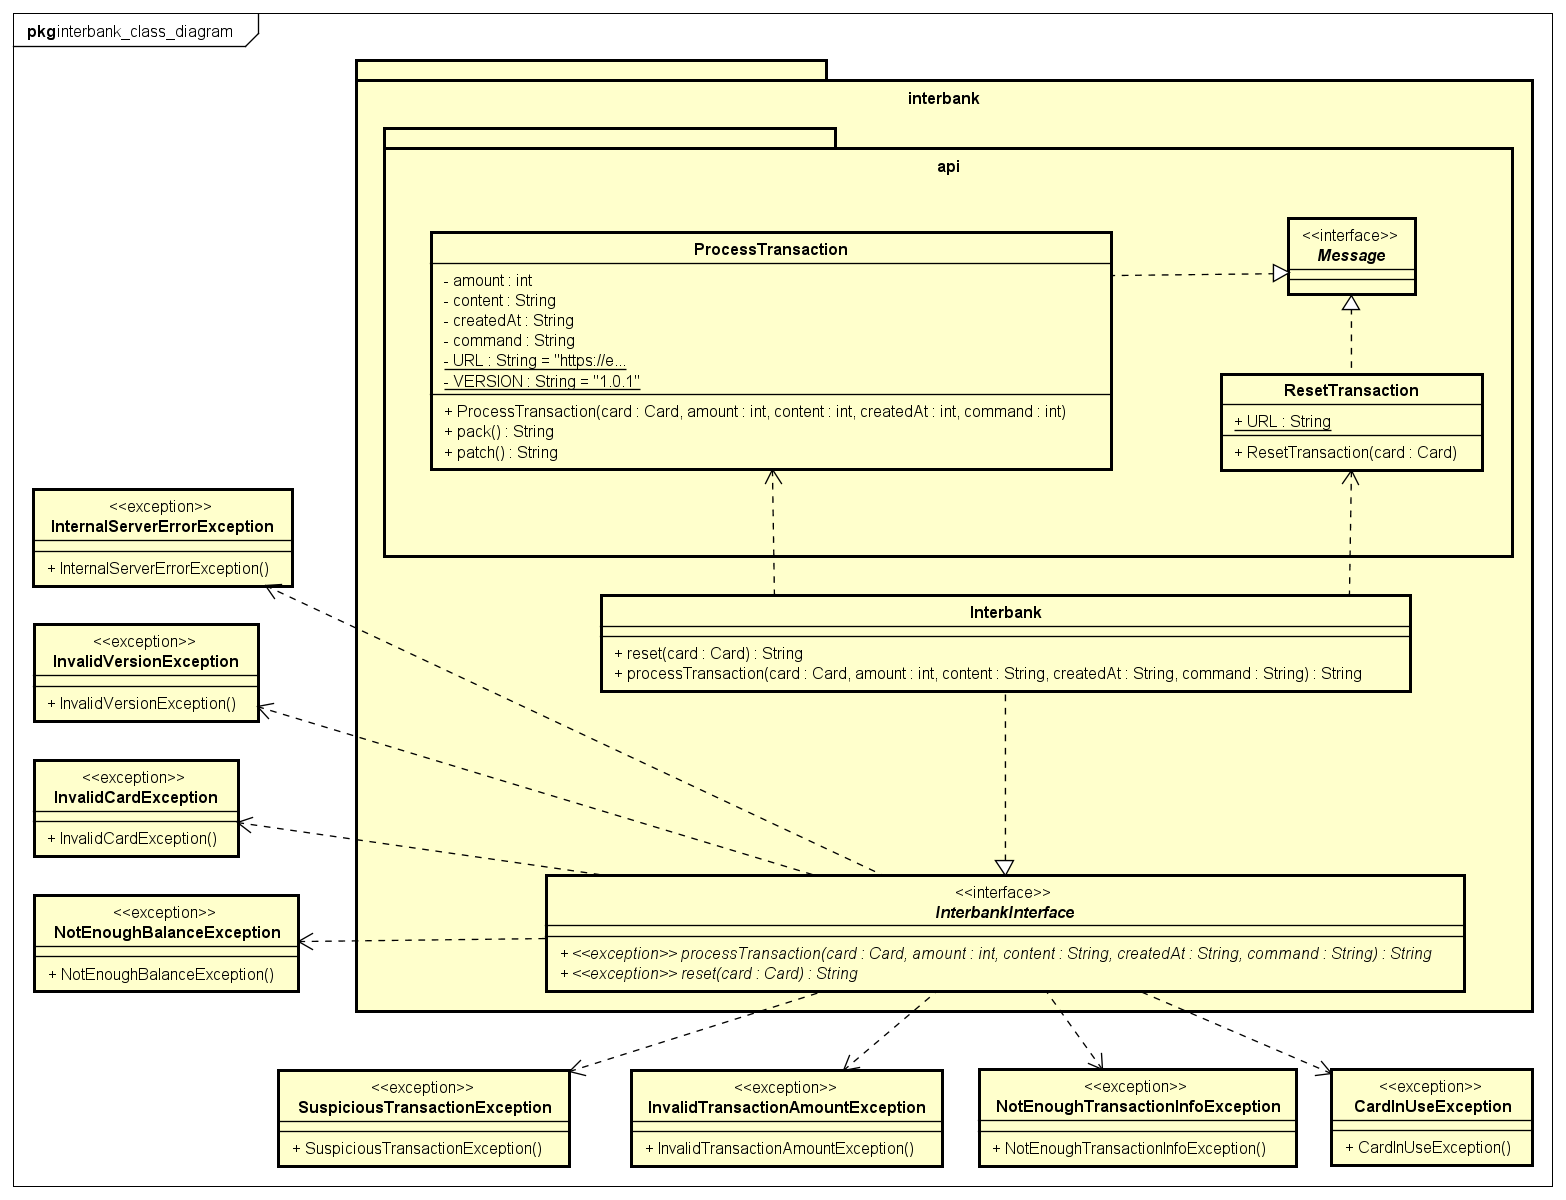 pkg interbank_class_diagram
interbank
api
ProcessTransaction
- amount : int
- content : String
- createdAt : String
- command : String
- URL : String = "https://e...
- VERSION : String = "1.0.1"
+ ProcessTransaction(card : Card, amount : int, content : int, createdAt : int, command : int)
+ pack() : String
+ patch() : String
<<interface>>
Message
ResetTransaction
+ URL : String
+ ResetTransaction(card : Card)
<<exception>>
InternalServerErrorException
+ InternalServerErrorException()
Interbank
+ reset(card : Card) : String
+ processTransaction(card : Card, amount : int, content : String, createdAt : String, command : String) : String
<<exception>>
InvalidVersionException
+ InvalidVersionException()
<<exception>>
InvalidCardException
+ InvalidCardException()
<<exception>>
NotEnoughBalanceException
+ NotEnoughBalanceException()
<<interface>>
InterbankInterface
+ <<exception>> processTransaction(card : Card, amount : int, content : String, createdAt : String, command : String) : String
+ <<exception>> reset(card : Card) : String
<<exception>>
SuspiciousTransactionException
+ SuspiciousTransactionException()
<<exception>>
InvalidTransactionAmountException
+ InvalidTransactionAmountException()
<<exception>>
NotEnoughTransactionInfoException
+ NotEnoughTransactionInfoException()
<<exception>>
CardInUseException
+ CardInUseException()